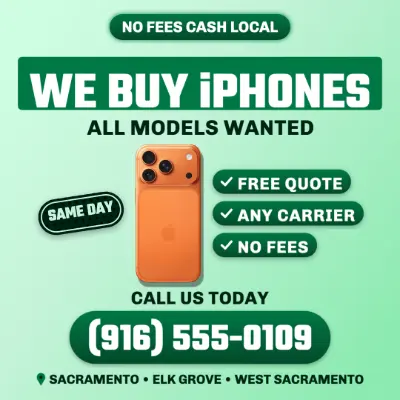 NO FEES CASH LOCAL
WE BUY iPHONES
ALL MODELS WANTED
SAME DAY
FREE QUOTE
ANY CARRIER
NO FEES
CALL US TODAY
(916) 555-0109
SACRAMENTO • ELK GROVE • WEST SACRAMENTO